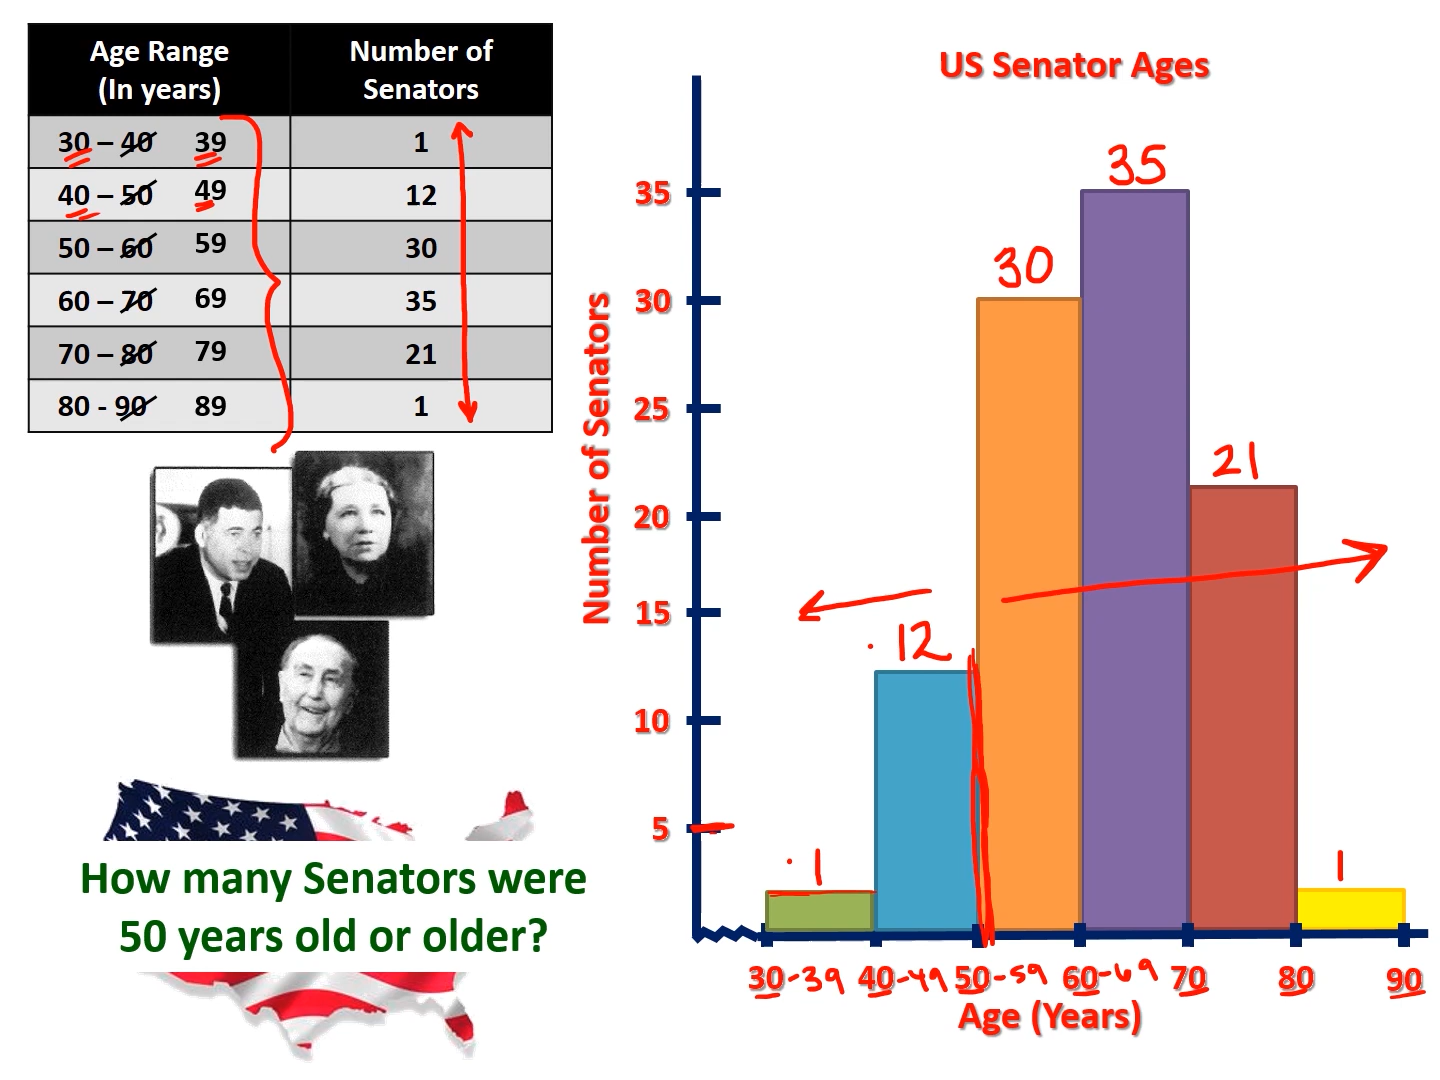 Age Range
(In years)
Number of
Senators
30 – 40 39 1
40 – 50 49 12
50 – 60 59 30
60 – 70 69 35
70 – 80 79 21
80 - 90 89 1
How many Senators were
50 years old or older?
US Senator Ages
Number of Senators
35
30
25
20
15
10
5
1
12
30
35
21
1
30-39 40-49 50-59 60-69 70 80 90
Age (Years)